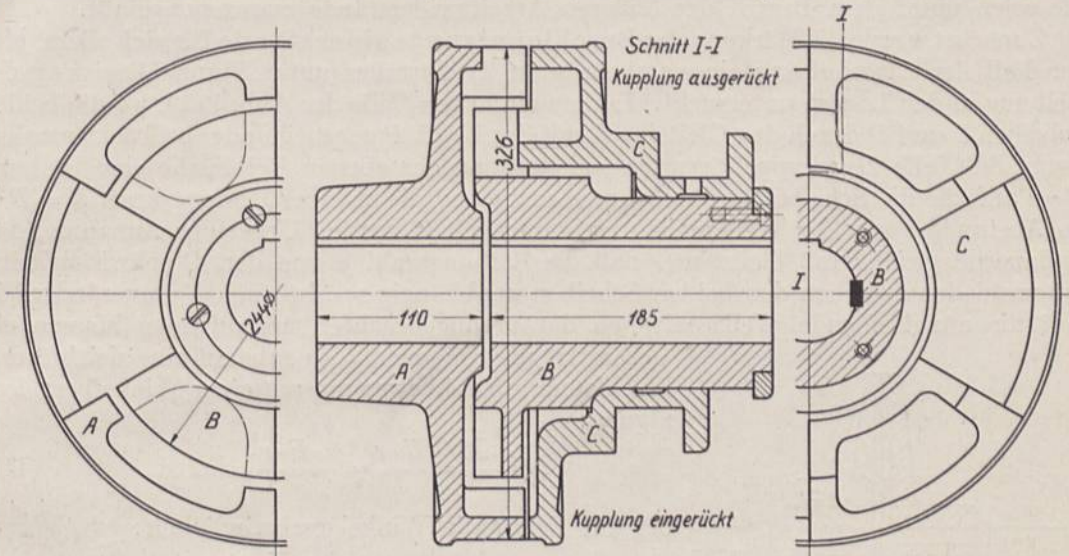 I
Schnitt I-I
Kupplung ausgerückt
C
326
C
I
B
244ϕ
110
185
A
B
A
B
C
Kupplung eingerückt